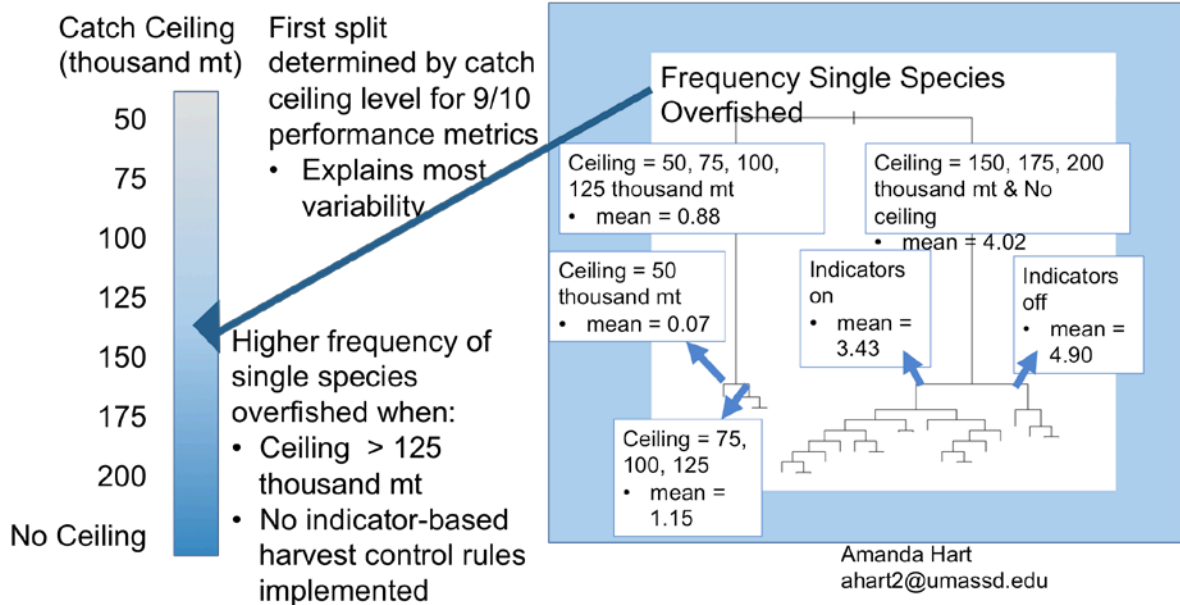 Catch Ceiling
(thousand mt)
50
75
100
125
150
175
200
No Ceiling
First split
determined by catch
ceiling level for 9/10
performance metrics
• Explains most
variability
Higher frequency of
single species
overfished when:
• Ceiling > 125
thousand mt
• No indicator-based
harvest control rules
implemented
Frequency Single Species
Overfished
Ceiling = 50, 75, 100,
125 thousand mt
• mean = 0.88
Ceiling = 150, 175, 200
thousand mt & No
ceiling
• mean = 4.02
Ceiling = 50
thousand mt
• mean = 0.07
Indicators
on
• mean =
3.43
Indicators
off
• mean =
4.90
Ceiling = 75,
100, 125
• mean =
1.15
Amanda Hart
ahart2@umassd.edu